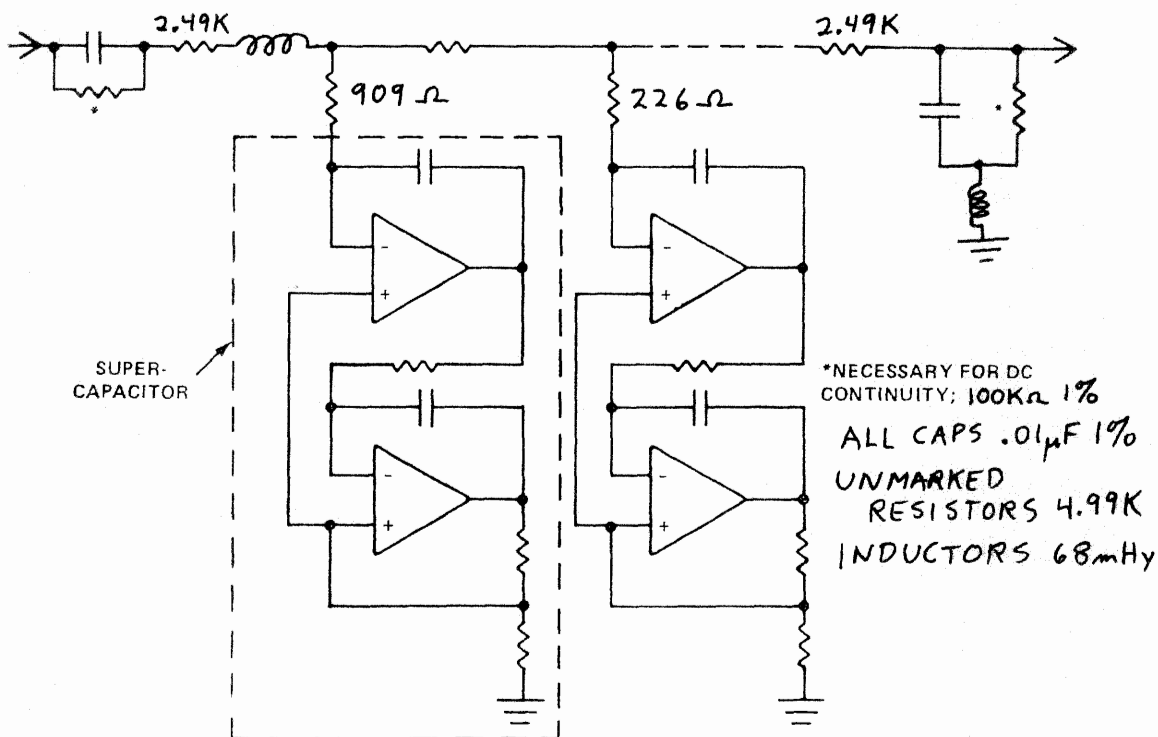 2.49K
2.49K
*
909 Ω
226 Ω
*
-
+
-
+
SUPER-
CAPACITOR
*NECESSARY FOR DC
CONTINUITY; 100KΩ 1%
ALL CAPS .01μF 1%
UNMARKED
RESISTORS 4.99K
INDUCTORS 68mHy
-
+
-
+